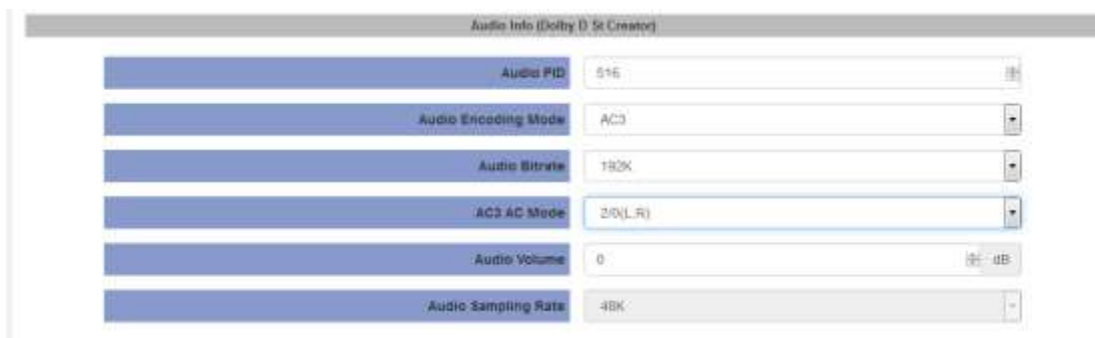 Audio Info (Dolby D St Creator)
Audio PID 516
Audio Encoding Mode AC3
Audio Bitrate 192K
AC3 AC Mode 2/0(L,R)
Audio Volume 0 dB
Audio Sampling Rate 48K